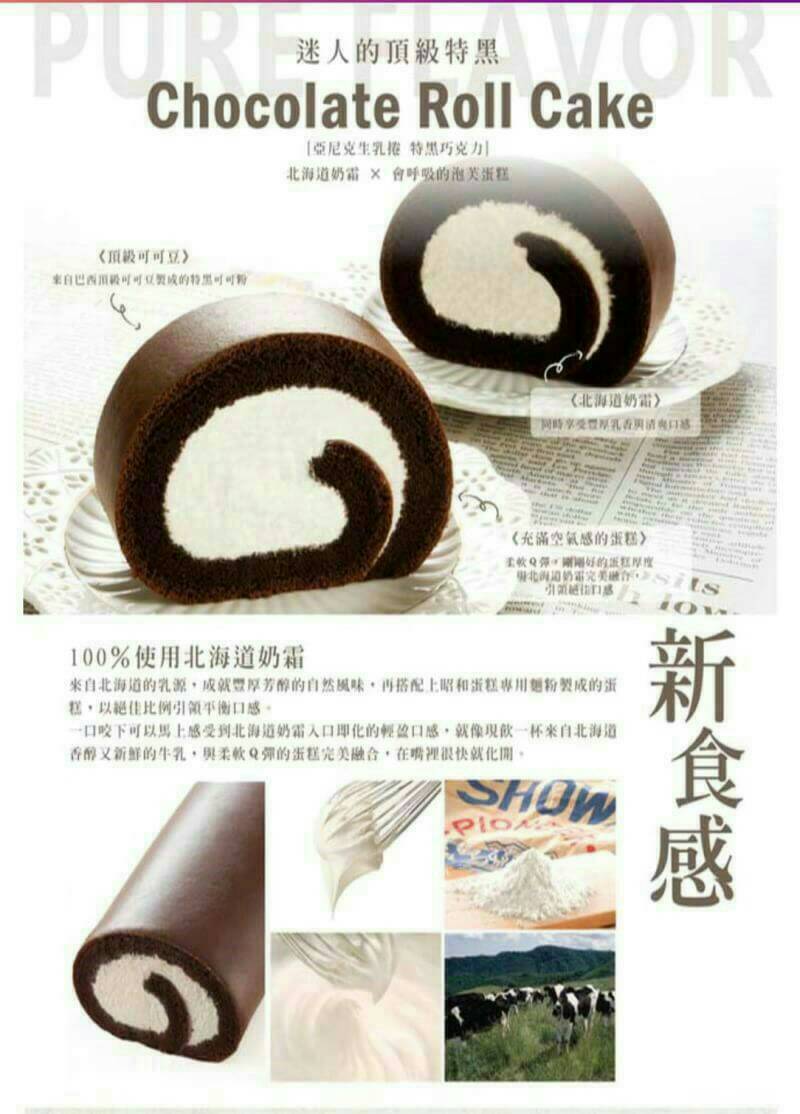 PURE FLAVOR
迷人的頂級特黑
Chocolate Roll Cake
[亞尼克生乳捲 特黑巧克力]
北海道奶霜 × 會呼吸的泡芙蛋糕
《頂級可可豆》
來自巴西頂級可可豆製成的特黑可可粉
《北海道奶霜》
同時享受豐厚乳香與清爽口感
《充滿空氣感的蛋糕》
柔軟Q彈，剛剛好的蛋糕厚度
與北海道奶霜完美融合，
引領絕佳口感
100%使用北海道奶霜
來自北海道的乳源，成就豐厚芳醇的自然風味，再搭配上昭和蛋糕專用麵粉製成的蛋
糕，以絕佳比例引領平衡口感。
一口咬下可以馬上感受到北海道奶霜入口即化的輕盈口感，就像現飲一杯來自北海道
香醇又新鮮的牛乳，與柔軟Q彈的蛋糕完美融合，在嘴裡很快就化開。
新食感
SHOW